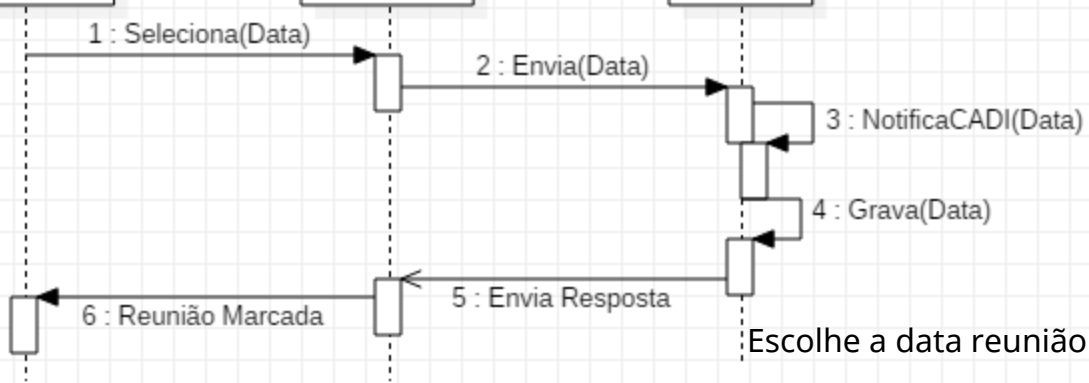 1 : Seleciona(Data)
2 : Envia(Data)
3 : NotificaCADI(Data)
4 : Grava(Data)
5 : Envia Resposta
6 : Reunião Marcada
Escolhe a data reunião